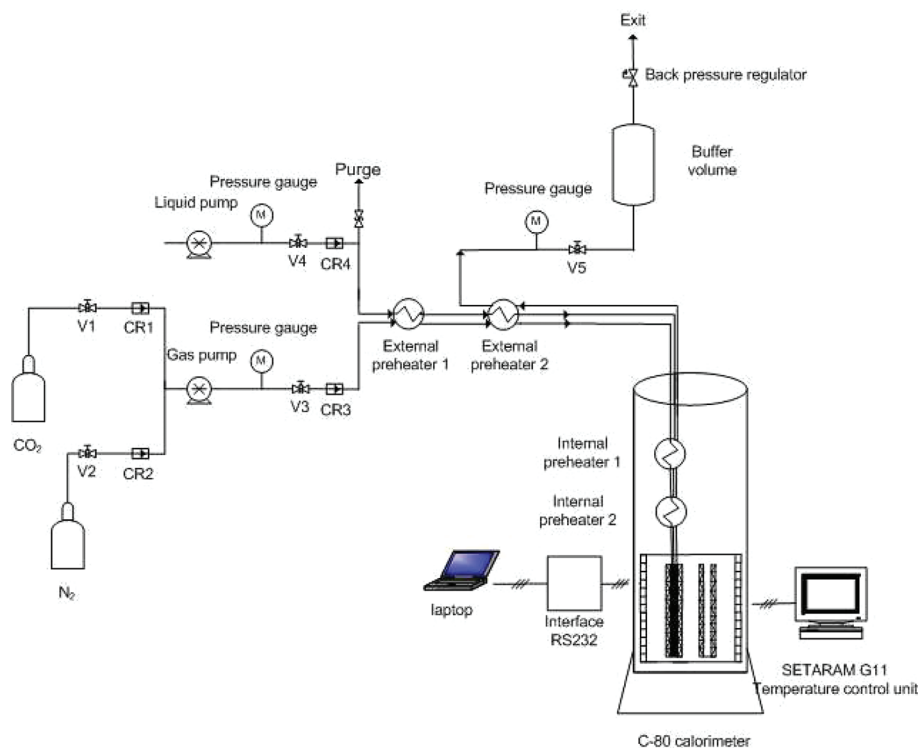 Exit
Back pressure regulator
Buffer
volume
Purge
Pressure gauge
Liquid pump
M
V4
CR4
Pressure gauge
M
V5
V1
CR1
Pressure gauge
Gas pump
M
V3
CR3
External
preheater 1
External
preheater 2
CO₂
V2
CR2
N₂
Internal
preheater 1
Internal
preheater 2
laptop
Interface
RS232
SETARAM G11
Temperature control unit
C-80 calorimeter